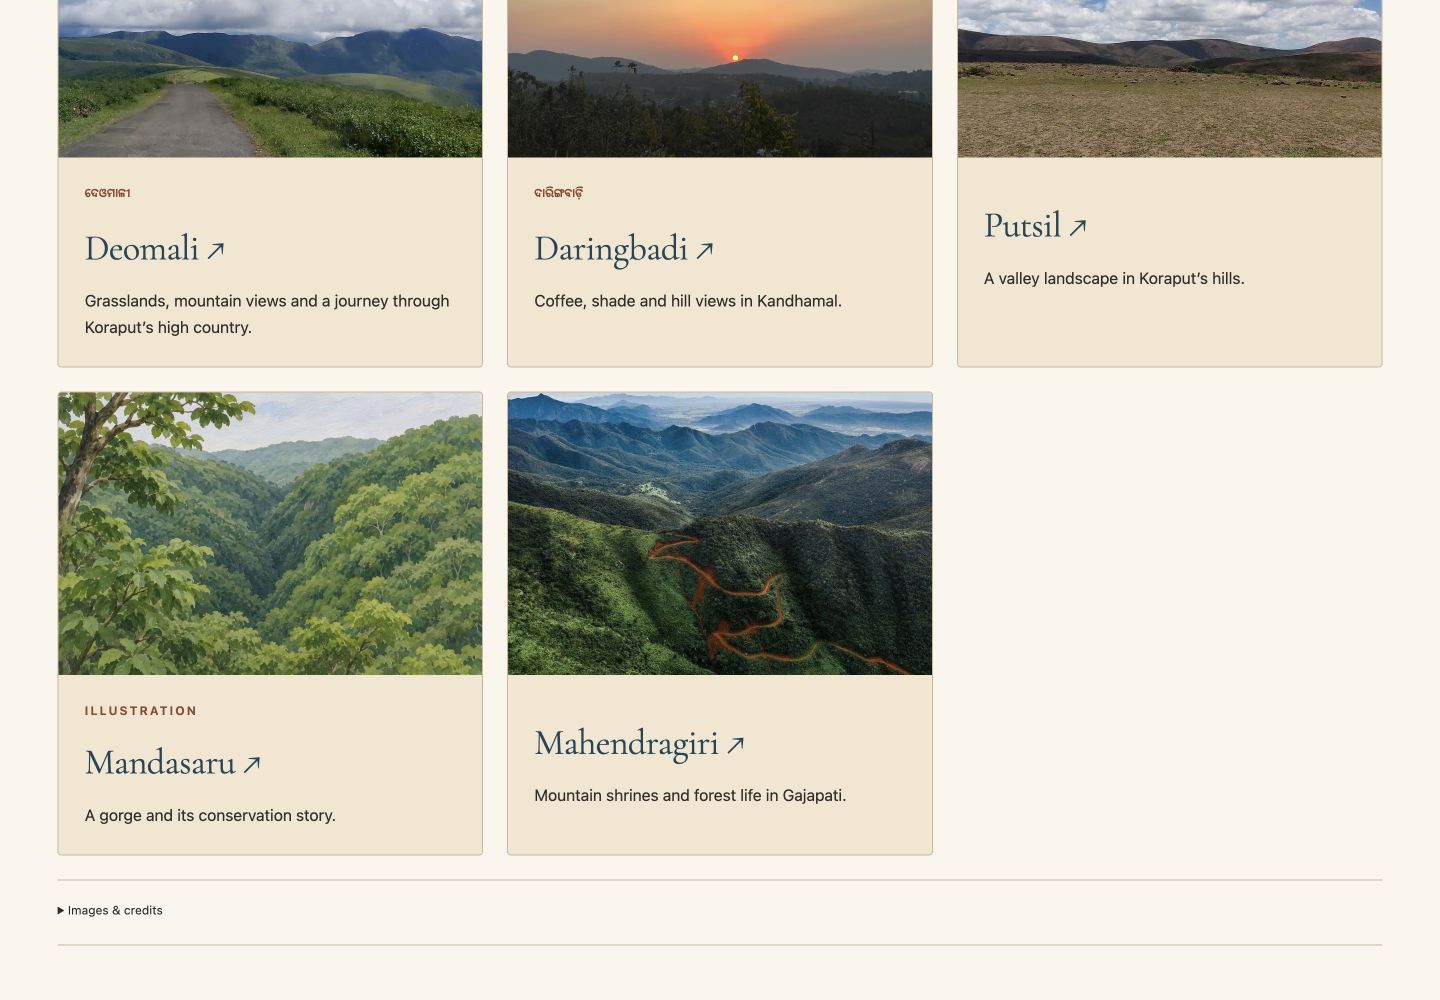 ଦେଓମାଳୀ
Deomali ↗
Grasslands, mountain views and a journey through
Koraput’s high country.
ଦାରିଙ୍ଗବାଡ଼ି
Daringbadi ↗
Coffee, shade and hill views in Kandhamal.
Putsil ↗
A valley landscape in Koraput’s hills.
ILLUSTRATION
Mandasaru ↗
A gorge and its conservation story.
Mahendragiri ↗
Mountain shrines and forest life in Gajapati.
Images & credits